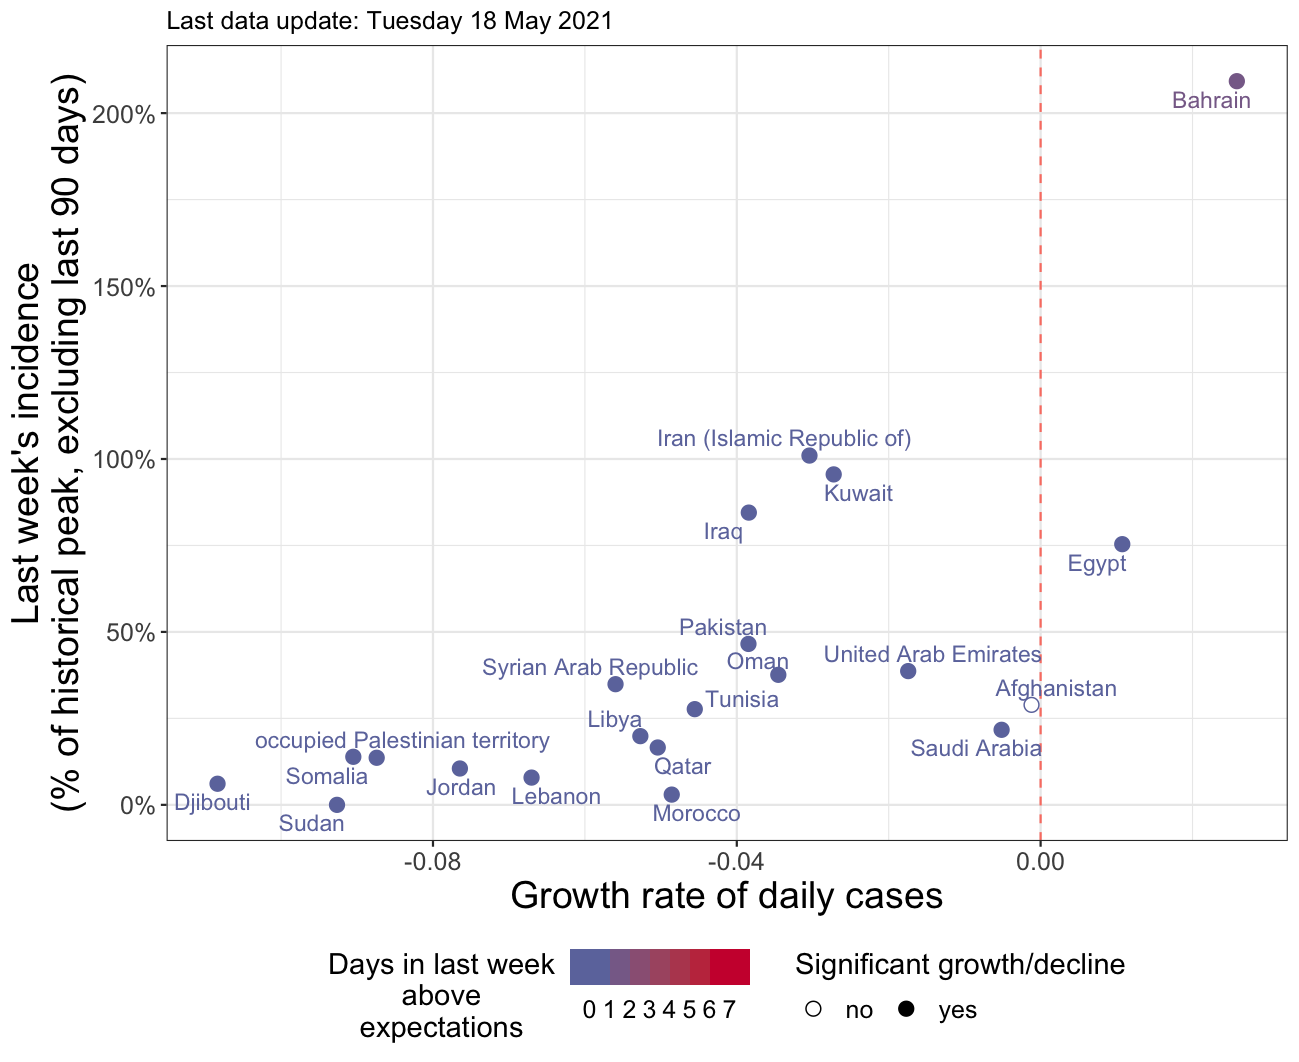 Last data update: Tuesday 18 May 2021
Last week's incidence
(% of historical peak, excluding last 90 days)
200%
150%
100%
50%
0%
Bahrain
Iran (Islamic Republic of)
Kuwait
Iraq
Egypt
Pakistan
Oman
United Arab Emirates
Syrian Arab Republic
Afghanistan
Tunisia
Libya
Saudi Arabia
occupied Palestinian territory
Qatar
Somalia
Jordan
Lebanon
Djibouti
Morocco
Sudan
-0.08 -0.04 0.00
Growth rate of daily cases
Days in last week
above
expectations
0 1 2 3 4 5 6 7
Significant growth/decline
no yes